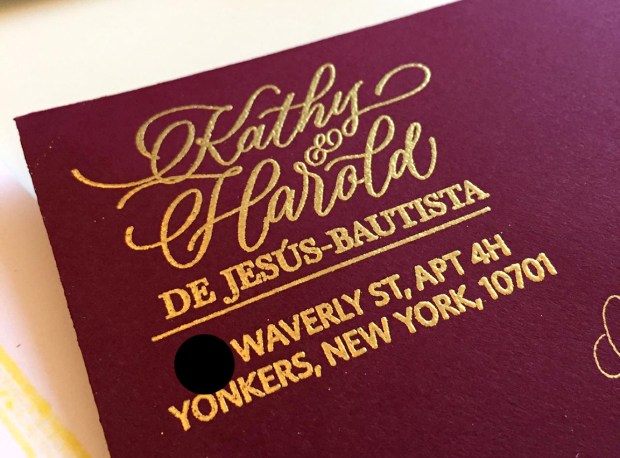 Kathy
&
Harold
DE JESÚS-BAUTISTA
WAVERLY ST, APT 4H
YONKERS, NEW YORK, 10701